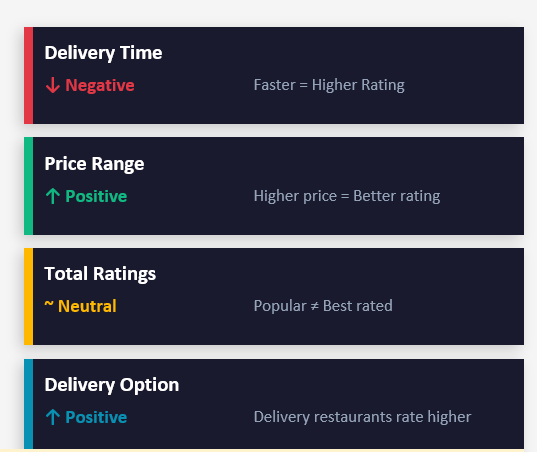 Delivery Time
↓ Negative Faster = Higher Rating
Price Range
↑ Positive Higher price = Better rating
Total Ratings
~ Neutral Popular ≠ Best rated
Delivery Option
↑ Positive Delivery restaurants rate higher